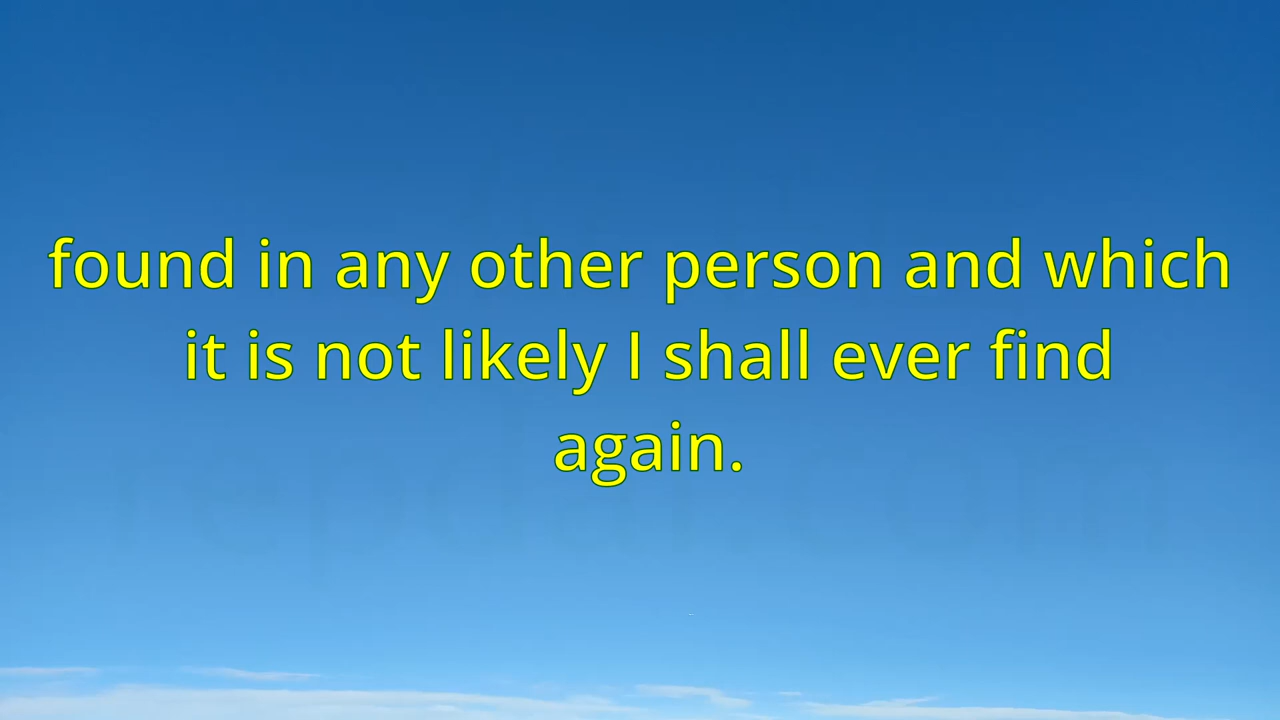 found in any other person and which
it is not likely I shall ever find
again.